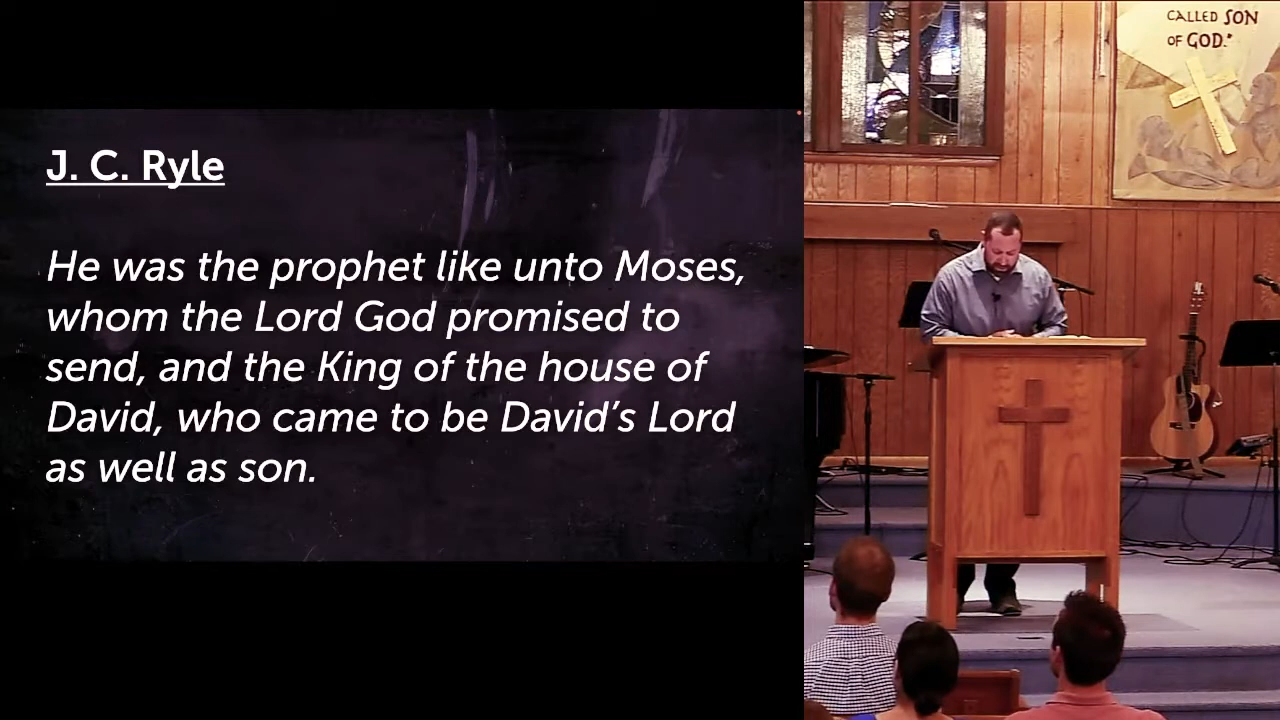 J. C. Ryle
He was the prophet like unto Moses,
whom the Lord God promised to
send, and the King of the house of
David, who came to be David’s Lord
as well as son.
CALLED SON
OF GOD."